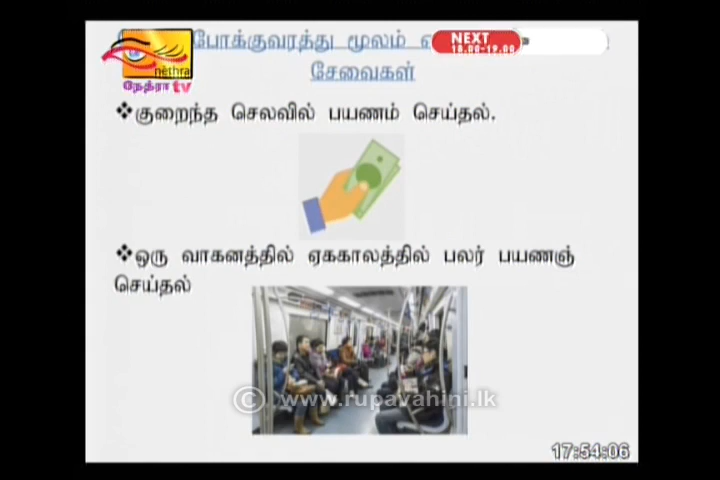 போக்குவரத்து மூலம்
NEXT
18.00-19.00
சேவைகள்
nethra
நேத்ரா tv
❖குறைந்த செலவில் பயணம் செய்தல்.
❖ஒரு வாகனத்தில் ஏககாலத்தில் பலர் பயணஞ்
செய்தல்
© www.rupavahini.lk
17:54:06